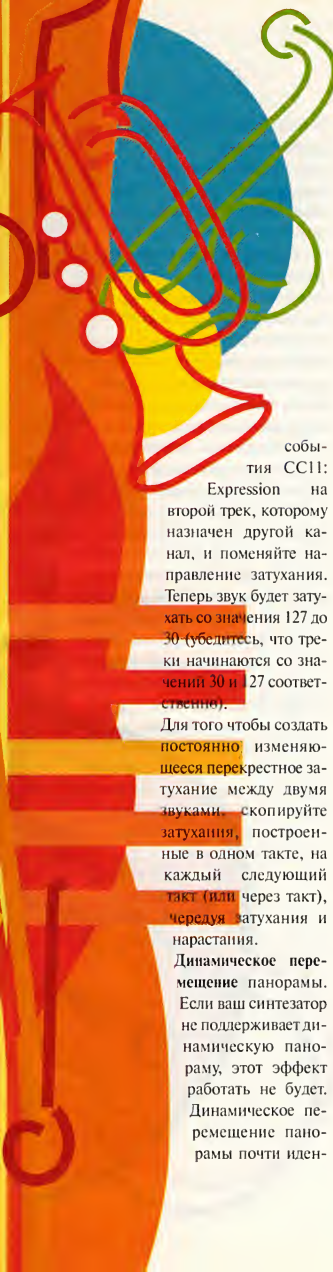 собы-
тия СС11:
Expression на
второй трек, которому
назначен другой ка-
нал, и поменяйте на-
правление затухания.
Теперь звук будет зату-
хать со значения 127 до
30 (убедитесь, что тре-
ки начинаются со зна-
чений 30 и 127 соответ-
ственно).
Для того чтобы создать
постоянно изменяю-
щееся перекрестное за-
тухание между двумя
звуками, скопируйте
затухания, построен-
ные в одном такте, на
каждый следующий
такт (или через такт),
чередуя затухания и
нарастания.
Динамическое пере-
мещение панорамы.
Если ваш синтезатор
не поддерживает ди-
намическую пано-
раму, этот эффект
работать не будет.
Динамическое пе-
ремещение пано-
рамы почти иден-